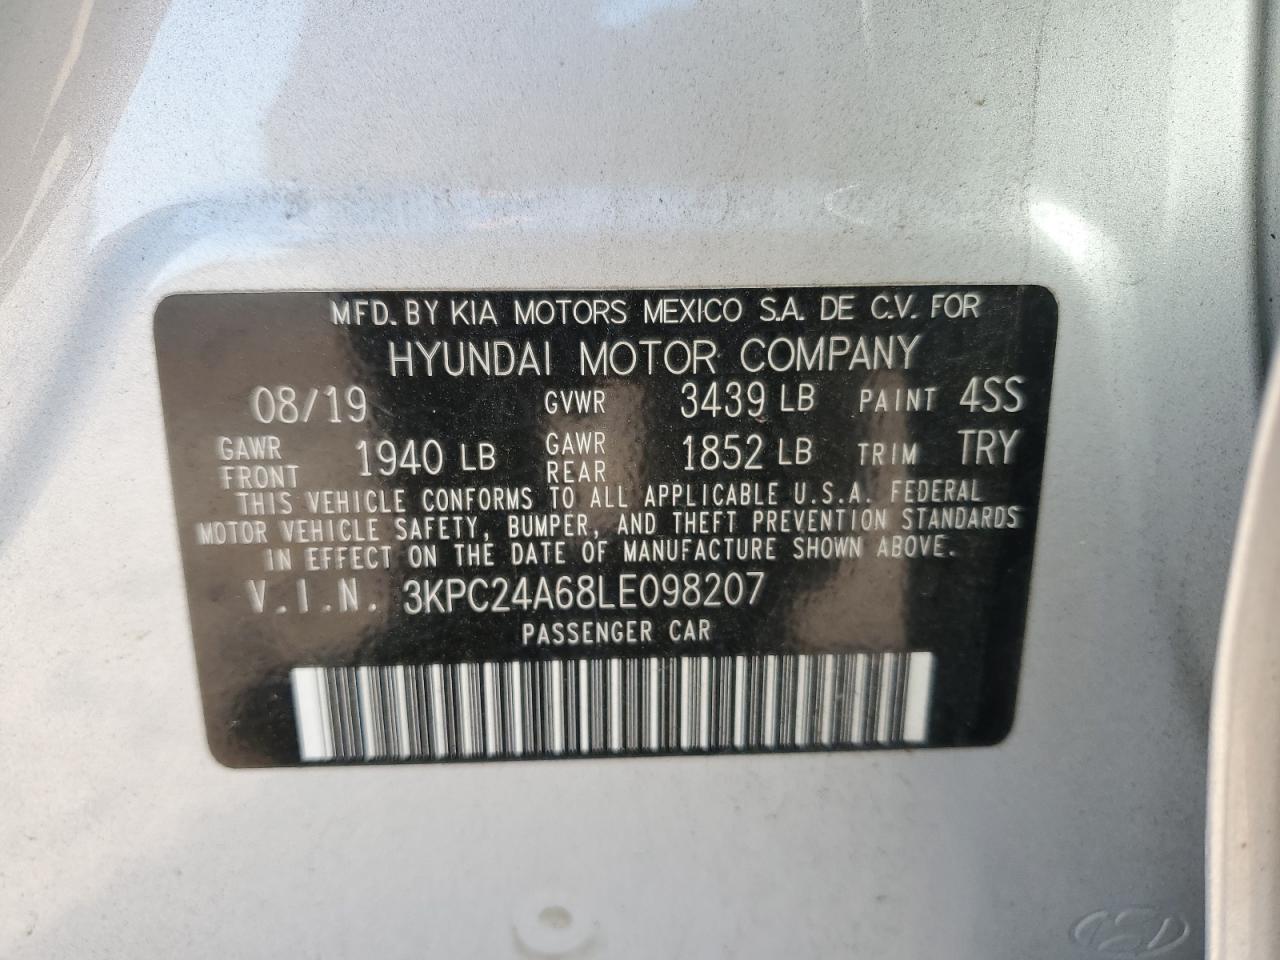 MFD. BY KIA MOTORS MEXICO S.A. DE C.V. FOR
HYUNDAI MOTOR COMPANY
08/19 GVWR 3439 LB PAINT 4SS
GAWR FRONT 1940 LB GAWR REAR 1852 LB TRIM TRY
THIS VEHICLE CONFORMS TO ALL APPLICABLE U.S.A. FEDERAL
MOTOR VEHICLE SAFETY, BUMPER, AND THEFT PREVENTION STANDARDS
IN EFFECT ON THE DATE OF MANUFACTURE SHOWN ABOVE.
V.I.N. 3KPC24A68LE098207
PASSENGER CAR